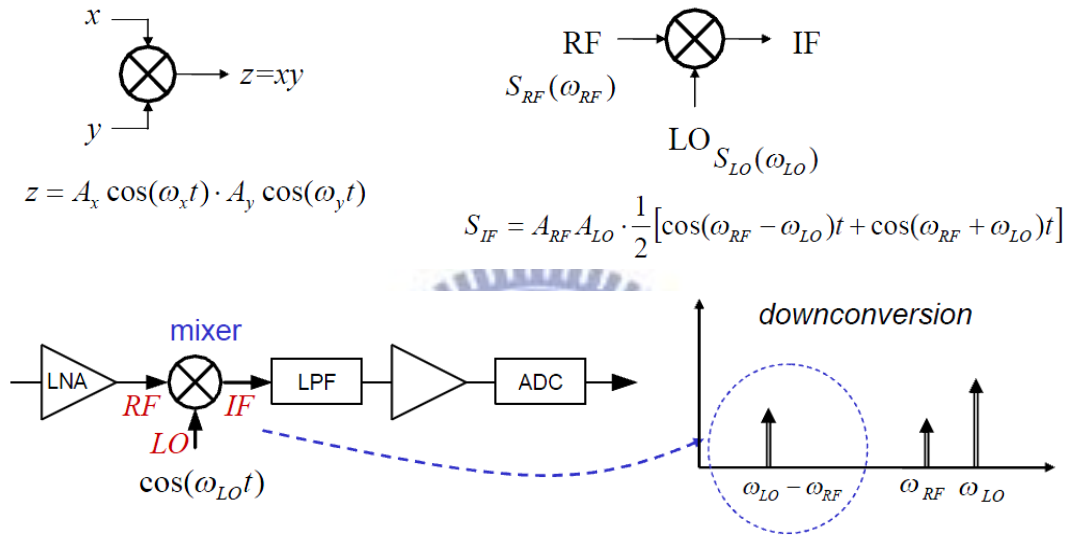 x
z=xy
y
z = A_x cos(ω_x t) · A_y cos(ω_y t)
RF
IF
S_RF(ω_RF)
LO
S_LO(ω_LO)
S_IF = A_RF A_LO · 1/2 [cos(ω_RF − ω_LO)t + cos(ω_RF + ω_LO)t]
mixer
LNA
RF
IF
LPF
ADC
LO
cos(ω_LO t)
downconversion
ω_LO − ω_RF
ω_RF
ω_LO